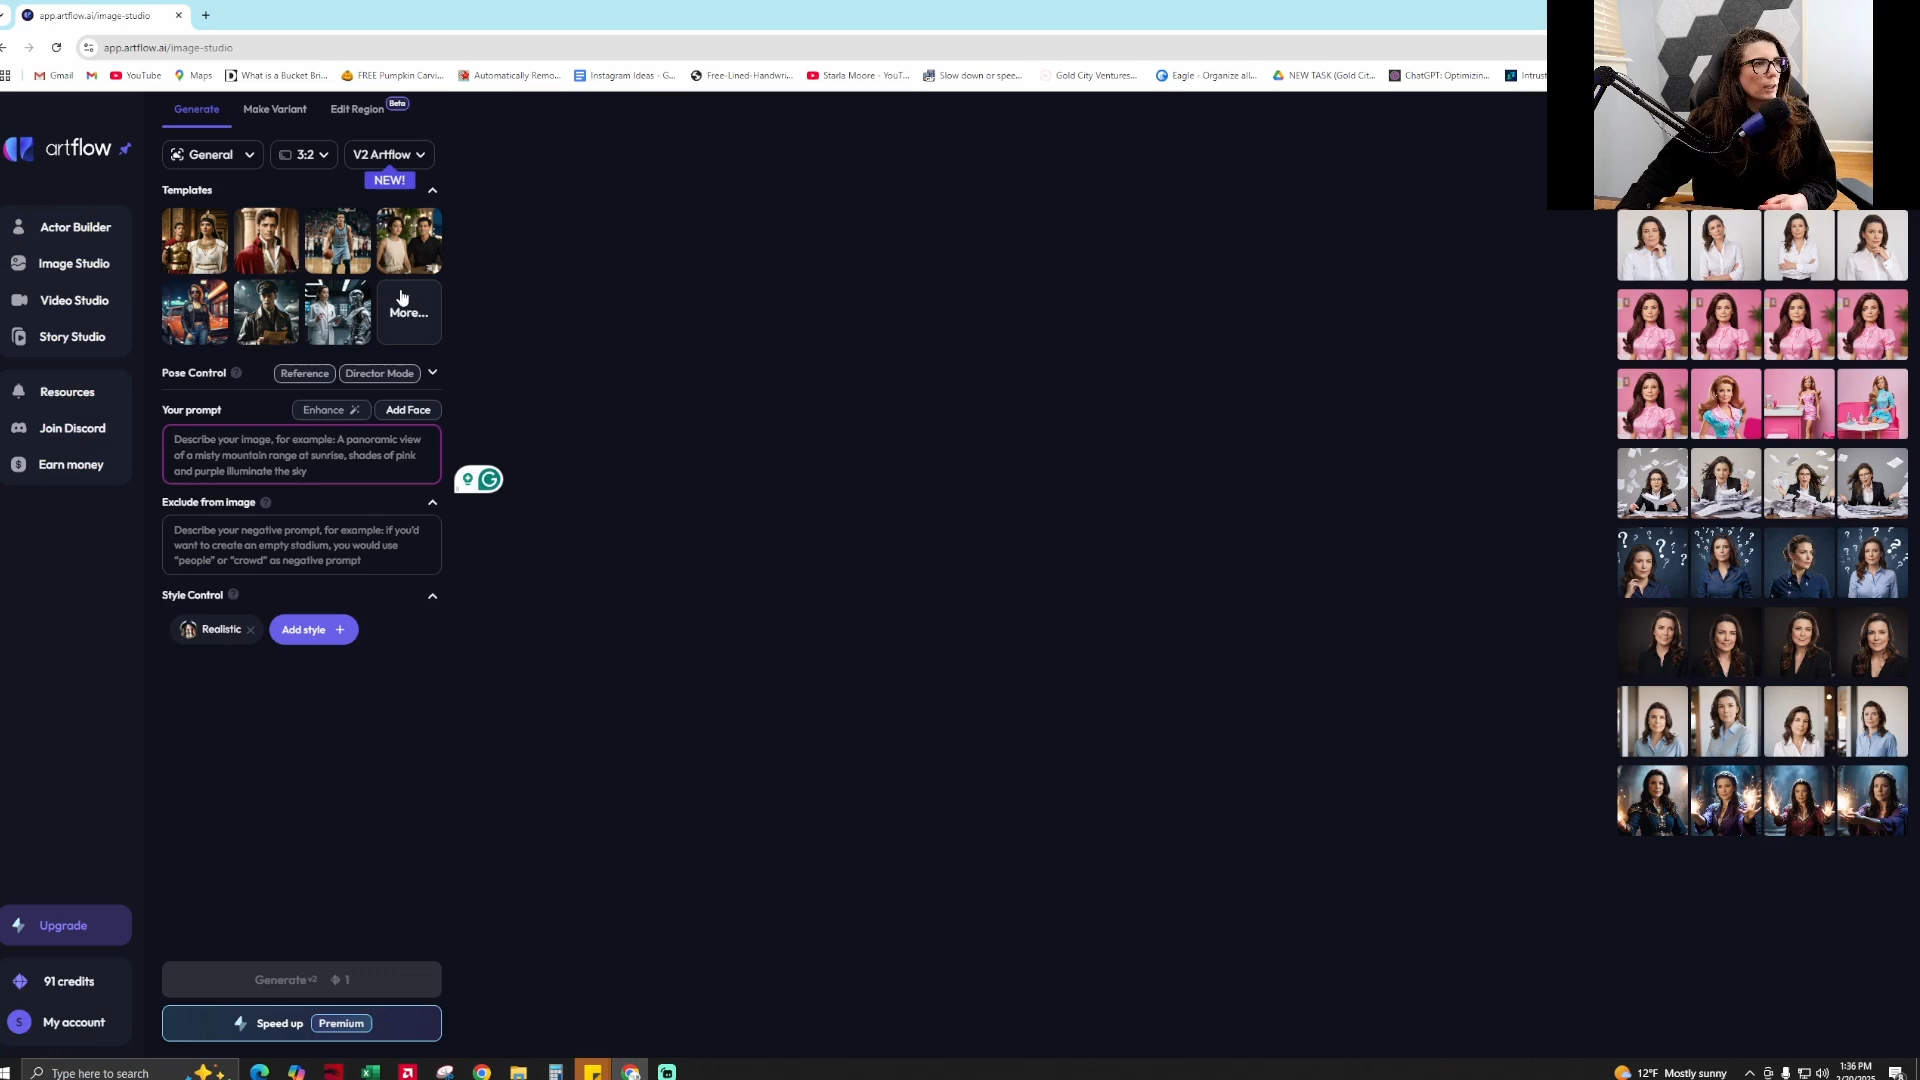 app.artflow.ai/image-studio
app.artflow.ai/image-studio
Gmail
YouTube
Maps
What is a Bucket Bri...
FREE Pumpkin Carvi...
Automatically Remo...
Instagram Ideas - G...
Free-Lined-Handwri...
Starla Moore - YouT...
Slow down or spee...
Gold City Ventures...
Eagle - Organize all...
NEW TASK (Gold Cit...
ChatGPT: Optimizin...
Intrust
Generate
Make Variant
Edit Region
Beta
artflow
General
3:2
V2 Artflow
NEW!
Templates
More...
Actor Builder
Image Studio
Video Studio
Story Studio
Resources
Join Discord
Earn money
Pose Control
Reference
Director Mode
Your prompt
Enhance
Add Face
Describe your image, for example: A panoramic view
of a misty mountain range at sunrise, shades of pink
and purple illuminate the sky
Exclude from image
Describe your negative prompt, for example: if you'd
want to create an empty stadium, you would use
“people” or “crowd” as negative prompt
Style Control
Realistic
Add style +
Upgrade
91 credits
S
My account
Generate v2
1
Speed up
Premium
Type here to search
12°F Mostly sunny
1:36 PM
2/20/2025